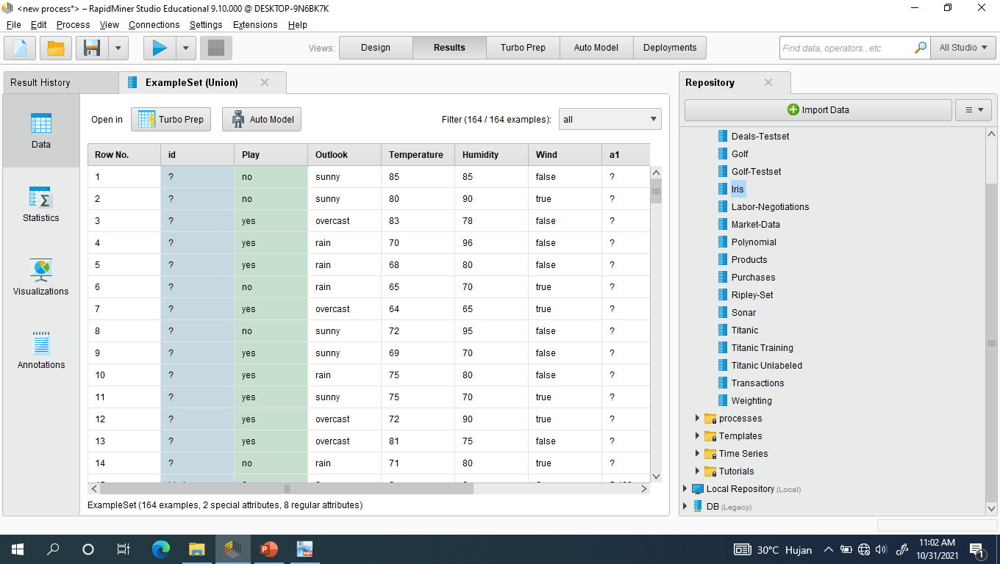 <new process*> – RapidMiner Studio Educational 9.10.000 @ DESKTOP-9N6BK7K
File Edit Process View Connections Settings Extensions Help
Views: Design Results Turbo Prep Auto Model Deployments Find data, operators...etc All Studio
Result History ExampleSet (Union) Repository
Open in Turbo Prep Auto Model Filter (164 / 164 examples): all Import Data
Data
Statistics
Visualizations
Annotations
Row No. id Play Outlook Temperature Humidity Wind a1
1 ? no sunny 85 85 false ?
2 ? no sunny 80 90 true ?
3 ? yes overcast 83 78 false ?
4 ? yes rain 70 96 false ?
5 ? yes rain 68 80 false ?
6 ? no rain 65 70 true ?
7 ? yes overcast 64 65 true ?
8 ? no sunny 72 95 false ?
9 ? yes sunny 69 70 false ?
10 ? yes rain 75 80 false ?
11 ? yes sunny 75 70 true ?
12 ? yes overcast 72 90 true ?
13 ? yes overcast 81 75 false ?
14 ? no rain 71 80 true ?
ExampleSet (164 examples, 2 special attributes, 8 regular attributes)
Deals-Testset
Golf
Golf-Testset
Iris
Labor-Negotiations
Market-Data
Polynomial
Products
Purchases
Ripley-Set
Sonar
Titanic
Titanic Training
Titanic Unlabeled
Transactions
Weighting
processes
Templates
Time Series
Tutorials
Local Repository (Local)
DB (Legacy)
30°C Hujan
11:02 AM
10/31/2021
1